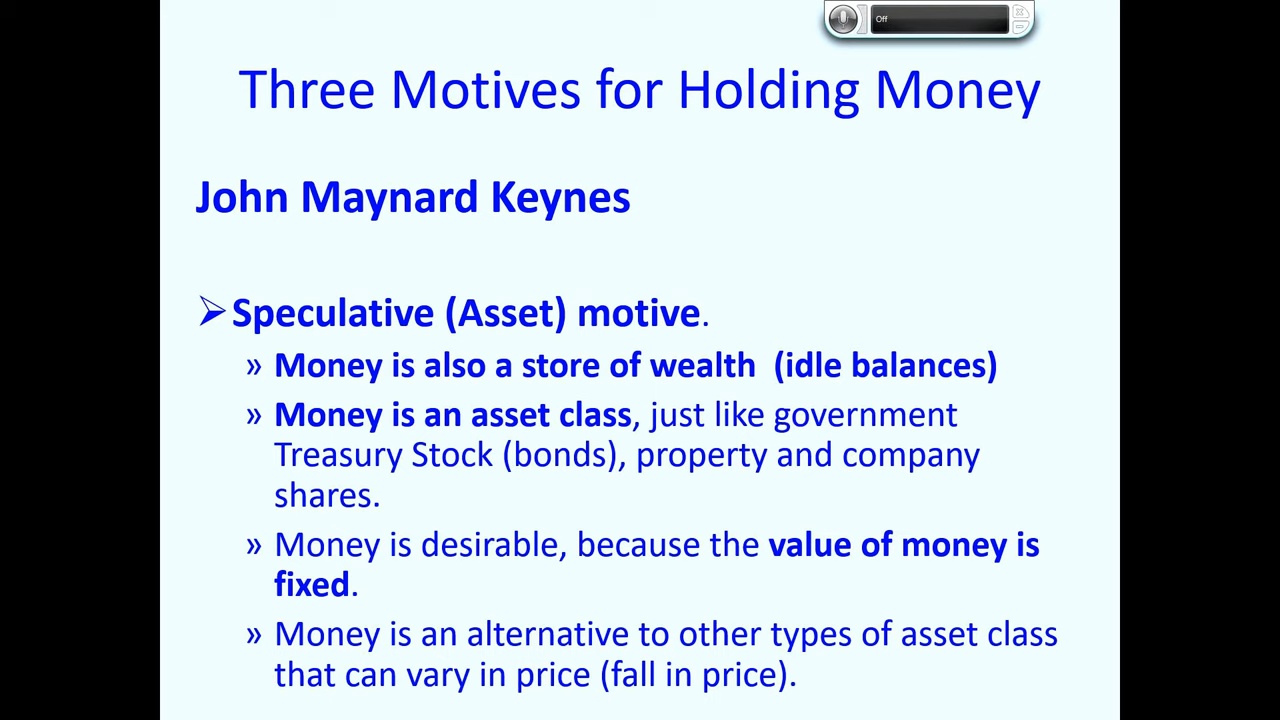 Off
Three Motives for Holding Money
John Maynard Keynes
➢Speculative (Asset) motive.
» Money is also a store of wealth  (idle balances)
» Money is an asset class, just like government
Treasury Stock (bonds), property and company
shares.
» Money is desirable, because the value of money is
fixed.
» Money is an alternative to other types of asset class
that can vary in price (fall in price).